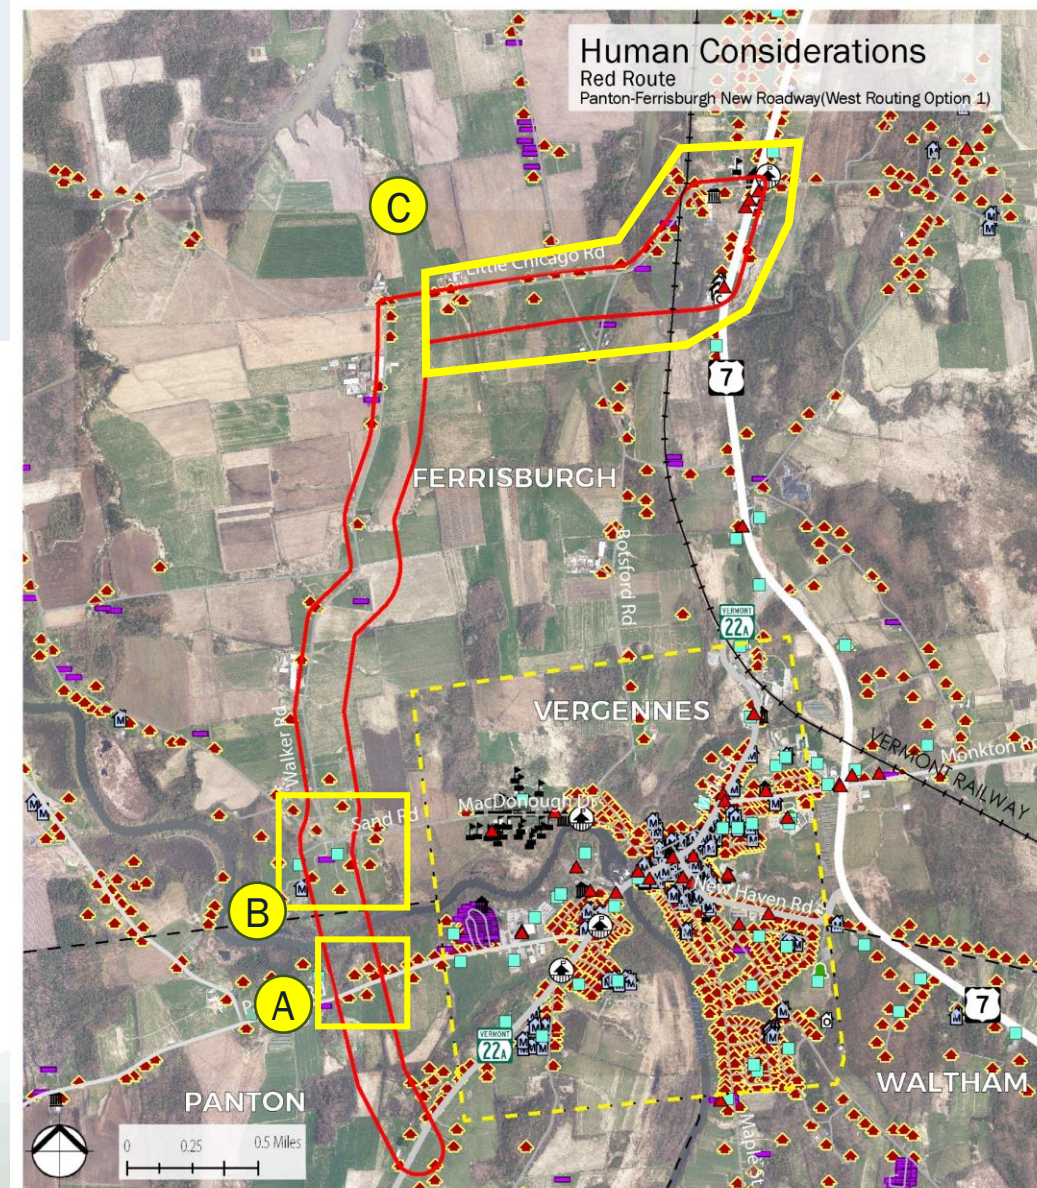 Human Considerations
Red Route
Panton-Ferrisburgh New Roadway(West Routing Option 1)
C
Little Chicago Rd
7
FERRISBURGH
Botsford Rd
VERMONT
22A
VERGENNES
Walker Rd
VERMONT RAILWAY
Monkton Rd
MacDonough Dr
Sand Rd
B
New Haven Rd
A
7
VERMONT
22A
WALTHAM
PANTON
Maple St
0 0.25 0.5 Miles